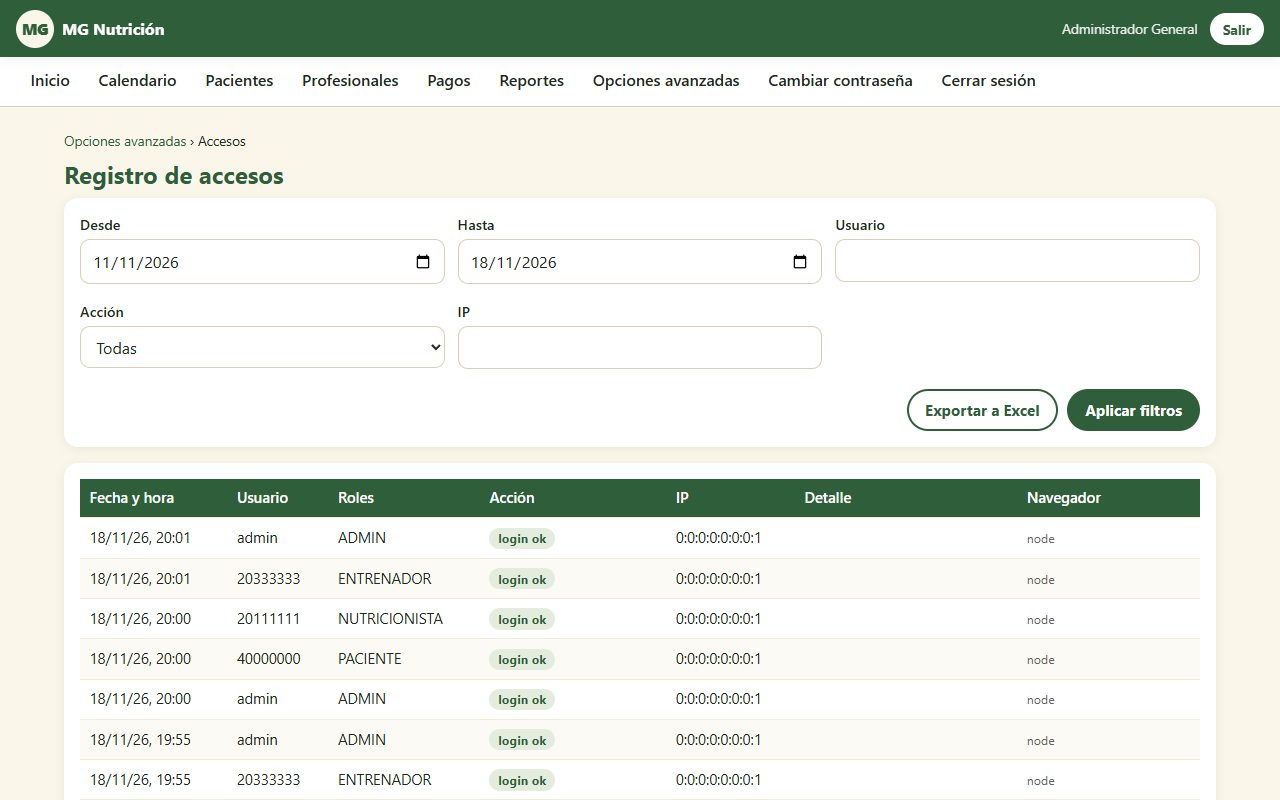 MG MG Nutrición Administrador General Salir
Inicio Calendario Pacientes Profesionales Pagos Reportes Opciones avanzadas Cambiar contraseña Cerrar sesión
Opciones avanzadas › Accesos
Registro de accesos
Desde Hasta Usuario
11/11/2026 18/11/2026
Acción IP
Todas
Exportar a Excel Aplicar filtros
Fecha y hora Usuario Roles Acción IP Detalle Navegador
18/11/26, 20:01 admin ADMIN login ok 0:0:0:0:0:0:0:1 node
18/11/26, 20:01 20333333 ENTRENADOR login ok 0:0:0:0:0:0:0:1 node
18/11/26, 20:00 20111111 NUTRICIONISTA login ok 0:0:0:0:0:0:0:1 node
18/11/26, 20:00 40000000 PACIENTE login ok 0:0:0:0:0:0:0:1 node
18/11/26, 20:00 admin ADMIN login ok 0:0:0:0:0:0:0:1 node
18/11/26, 19:55 admin ADMIN login ok 0:0:0:0:0:0:0:1 node
18/11/26, 19:55 20333333 ENTRENADOR login ok 0:0:0:0:0:0:0:1 node